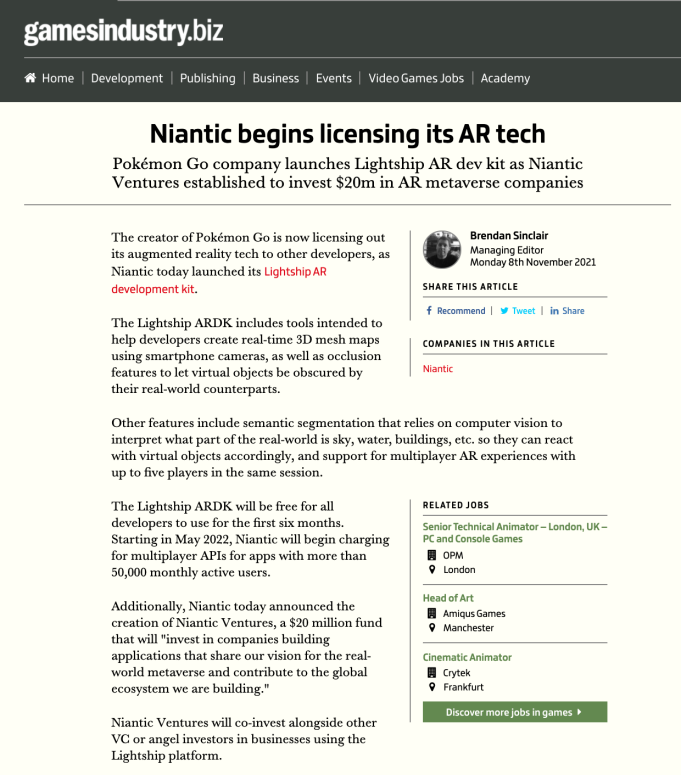 gamesindustry.biz
Home | Development | Publishing | Business | Events | Video Games Jobs | Academy
Niantic begins licensing its AR tech
Pokémon Go company launches Lightship AR dev kit as Niantic
Ventures established to invest $20m in AR metaverse companies
The creator of Pokémon Go is now licensing out
its augmented reality tech to other developers, as
Niantic today launched its Lightship AR
development kit.
The Lightship ARDK includes tools intended to
help developers create real-time 3D mesh maps
using smartphone cameras, as well as occlusion
features to let virtual objects be obscured by
their real-world counterparts.
Brendan Sinclair
Managing Editor
Monday 8th November 2021
SHARE THIS ARTICLE
Recommend | Tweet | in Share
COMPANIES IN THIS ARTICLE
Niantic
Other features include semantic segmentation that relies on computer vision to
interpret what part of the real-world is sky, water, buildings, etc. so they can react
with virtual objects accordingly, and support for multiplayer AR experiences with
up to five players in the same session.
The Lightship ARDK will be free for all
developers to use for the first six months.
Starting in May 2022, Niantic will begin charging
for multiplayer APIs for apps with more than
50,000 monthly active users.
Additionally, Niantic today announced the
creation of Niantic Ventures, a $20 million fund
that will "invest in companies building
applications that share our vision for the real-
world metaverse and contribute to the global
ecosystem we are building."
Niantic Ventures will co-invest alongside other
VC or angel investors in businesses using the
Lightship platform.
RELATED JOBS
Senior Technical Animator – London, UK –
PC and Console Games
OPM
London
Head of Art
Amiqus Games
Manchester
Cinematic Animator
Crytek
Frankfurt
Discover more jobs in games